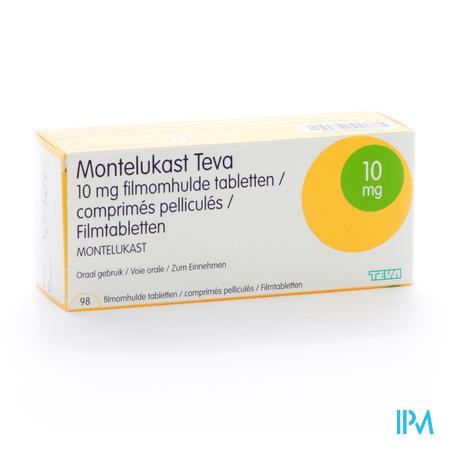 Montelukast Teva
10 mg filmomhulde tabletten /
comprimés pelliculés /
Filmtabletten
MONTELUKAST
Oraal gebruik / Voie orale / Zum Einnehmen
98 filmomhulde tabletten / comprimés pelliculés / Filmtabletten
10
mg
TEVA
IPM